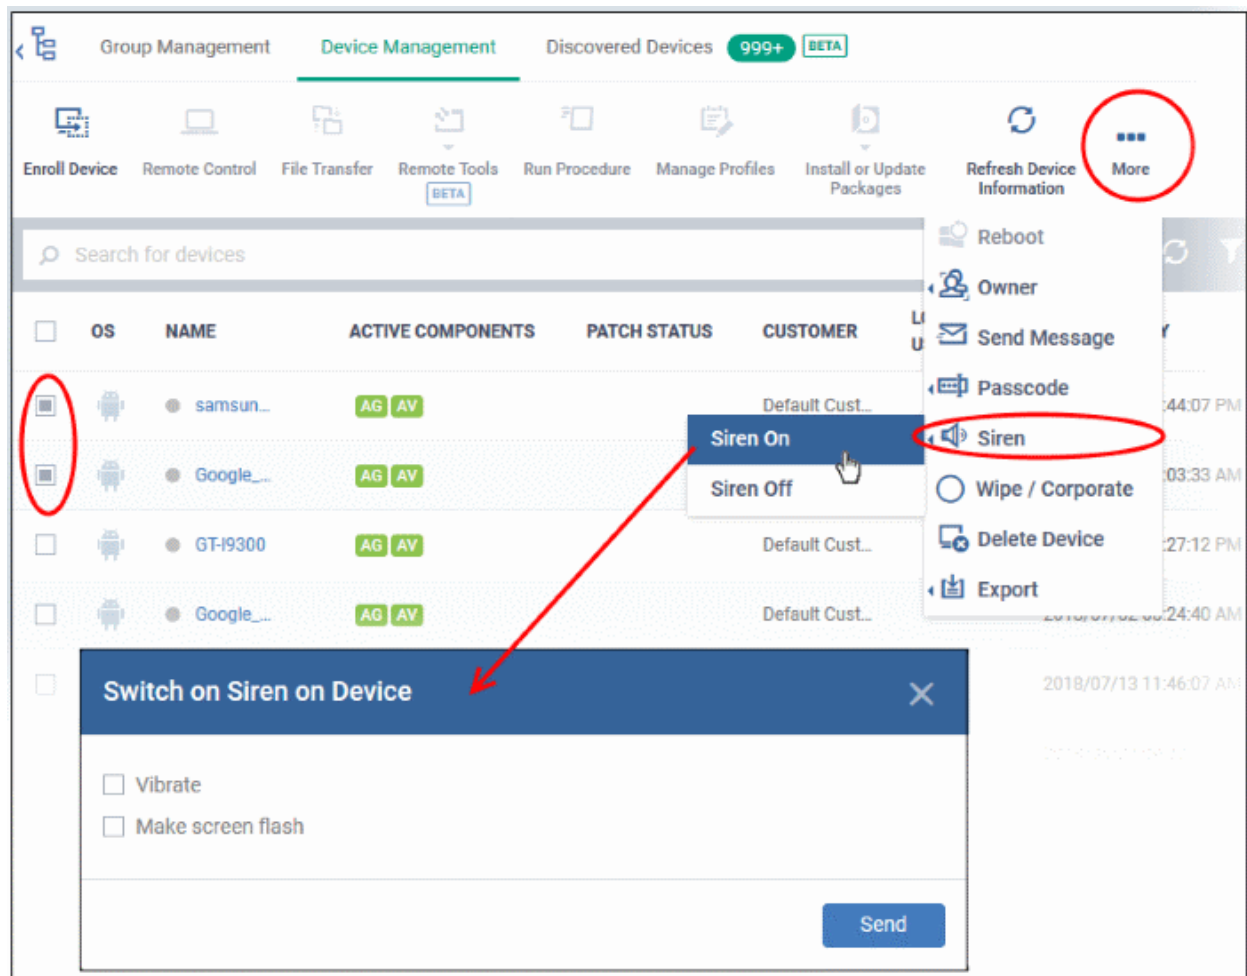 Group Management Device Management Discovered Devices 999+ BETA
Enroll Device Remote Control File Transfer Remote Tools Run Procedure Manage Profiles Install or Update Refresh Device More
BETA Packages Information
Search for devices
Reboot
Owner
OS NAME ACTIVE COMPONENTS PATCH STATUS CUSTOMER
Send Message
Passcode
samsun... AG AV Default Cust... :44:07 PM
Siren On Siren
Google_... AG AV :03:33 AM
Siren Off Wipe / Corporate
GT-I9300 AG AV Default Cust... Delete Device :27:12 PM
Export
Google_... AG AV Default Cust... :24:40 AM
Switch on Siren on Device
2018/07/13 11:46:07 AM
Vibrate
Make screen flash
Send